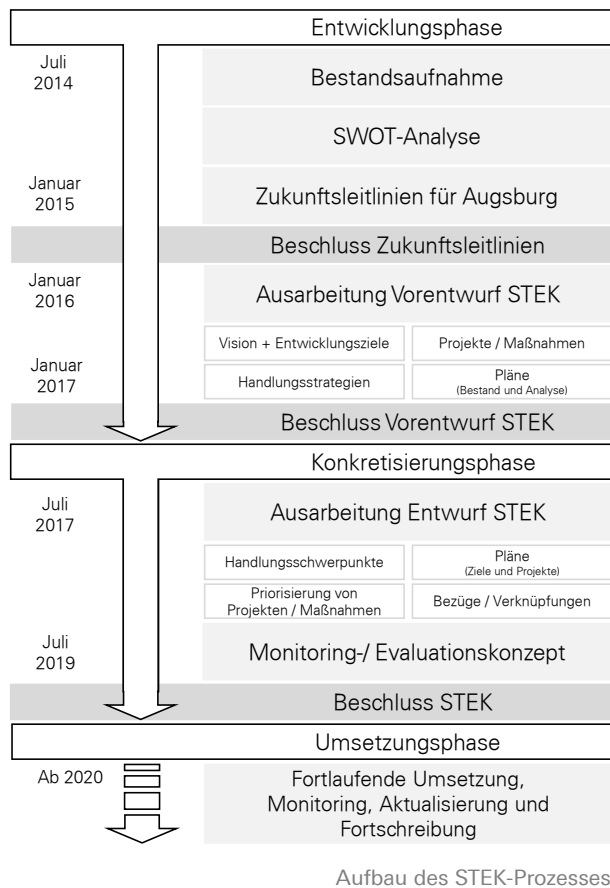 Entwicklungsphase
Juli
2014
Bestandsaufnahme
SWOT-Analyse
Januar
2015
Zukunftsleitlinien für Augsburg
Beschluss Zukunftsleitlinien
Januar
2016
Ausarbeitung Vorentwurf STEK
Vision + Entwicklungsziele
Projekte / Maßnahmen
Januar
2017
Handlungsstrategien
Pläne
(Bestand und Analyse)
Beschluss Vorentwurf STEK
Konkretisierungsphase
Juli
2017
Ausarbeitung Entwurf STEK
Handlungsschwerpunkte
Pläne
(Ziele und Projekte)
Priorisierung von
Projekten / Maßnahmen
Bezüge / Verknüpfungen
Juli
2019
Monitoring-/ Evaluationskonzept
Beschluss STEK
Umsetzungsphase
Ab 2020
Fortlaufende Umsetzung,
Monitoring, Aktualisierung und
Fortschreibung
Aufbau des STEK-Prozesses